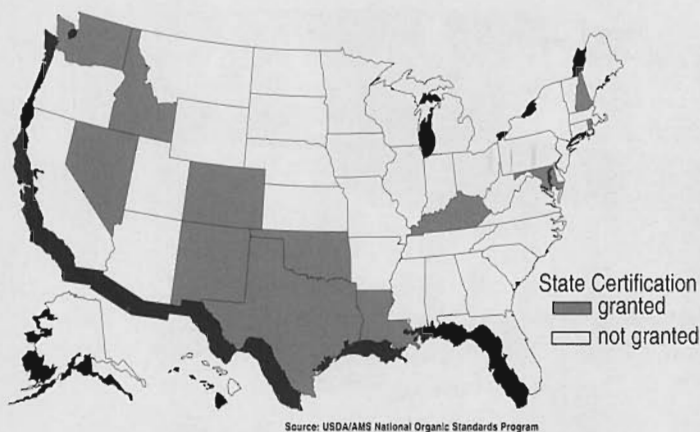 State Certification
granted
not granted
Source: USDA/AMS National Organic Standards Program